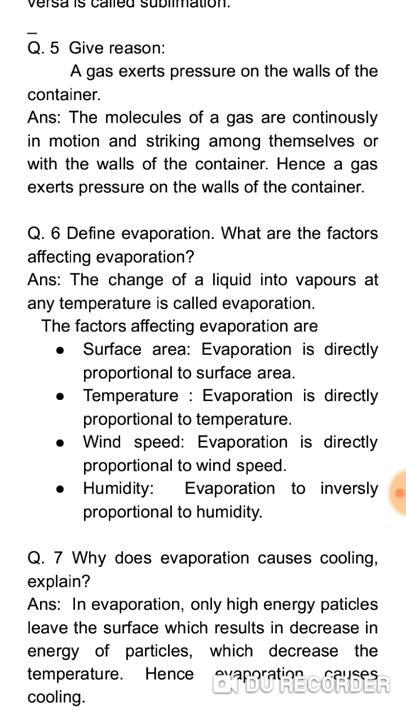 versa is called sublimation.
Q. 5 Give reason:
A gas exerts pressure on the walls of the
container.
Ans: The molecules of a gas are continously
in motion and striking among themselves or
with the walls of the container. Hence a gas
exerts pressure on the walls of the container.
Q. 6 Define evaporation. What are the factors
affecting evaporation?
Ans: The change of a liquid into vapours at
any temperature is called evaporation.
The factors affecting evaporation are
● Surface area: Evaporation is directly
proportional to surface area.
● Temperature : Evaporation is directly
proportional to temperature.
● Wind speed: Evaporation is directly
proportional to wind speed.
● Humidity: Evaporation to inversly
proportional to humidity.
Q. 7 Why does evaporation causes cooling,
explain?
Ans: In evaporation, only high energy paticles
leave the surface which results in decrease in
energy of particles, which decrease the
temperature. Hence evaporation causes
cooling.
DU RECORDER